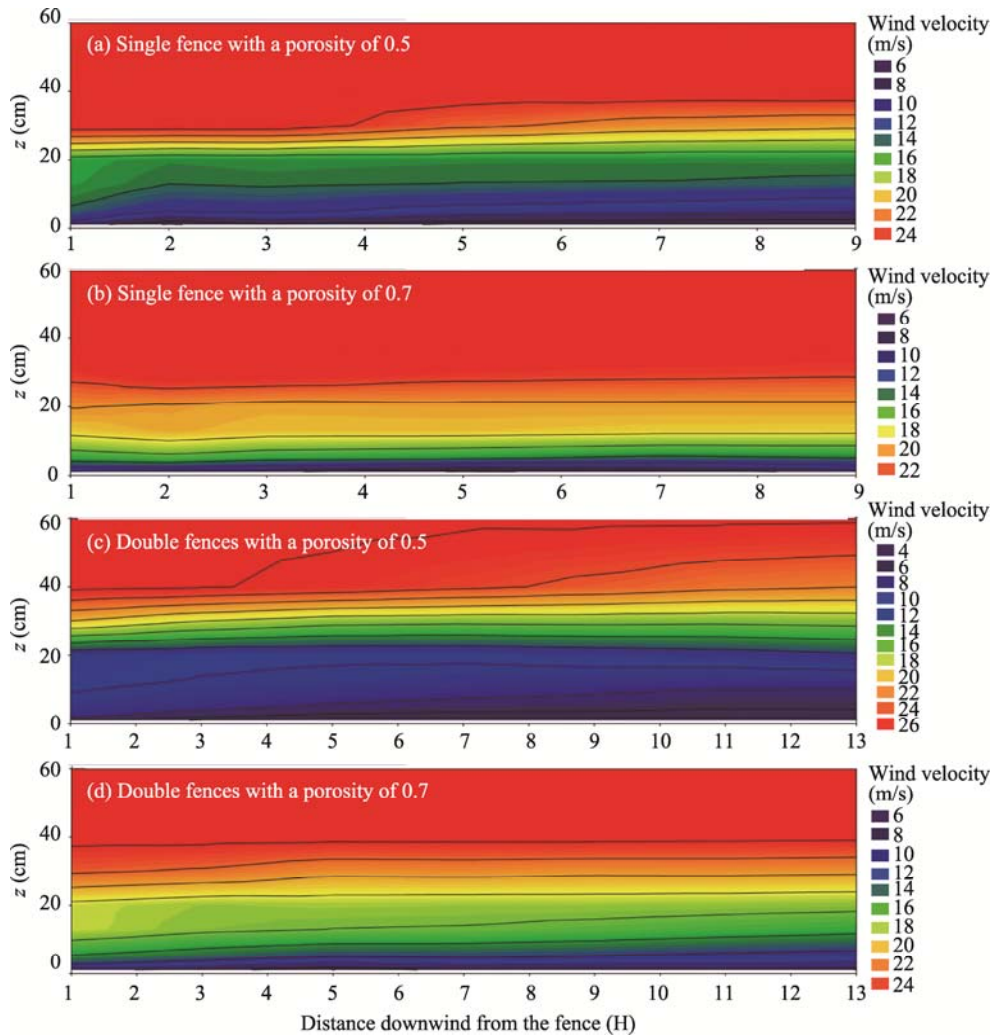 60
(a) Single fence with a porosity of 0.5
40
z (cm)
20
0
1 2 3 4 5 6 7 8 9
Wind velocity
(m/s)
6
8
10
12
14
16
18
20
22
24
60
(b) Single fence with a porosity of 0.7
40
z (cm)
20
0
1 2 3 4 5 6 7 8 9
Wind velocity
(m/s)
6
8
10
12
14
16
18
20
22
60
(c) Double fences with a porosity of 0.5
40
z (cm)
20
0
1 2 3 4 5 6 7 8 9 10 11 12 13
Wind velocity
(m/s)
4
6
8
10
12
14
16
18
20
22
24
26
60
(d) Double fences with a porosity of 0.7
40
z (cm)
20
0
1 2 3 4 5 6 7 8 9 10 11 12 13
Wind velocity
(m/s)
6
8
10
12
14
16
18
20
22
24
Distance downwind from the fence (H)